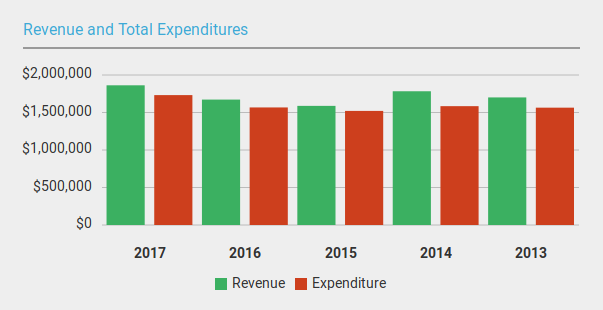 Revenue and Total Expenditures
$2,000,000
$1,500,000
$1,000,000
$500,000
$0
2017 2016 2015 2014 2013
Revenue Expenditure